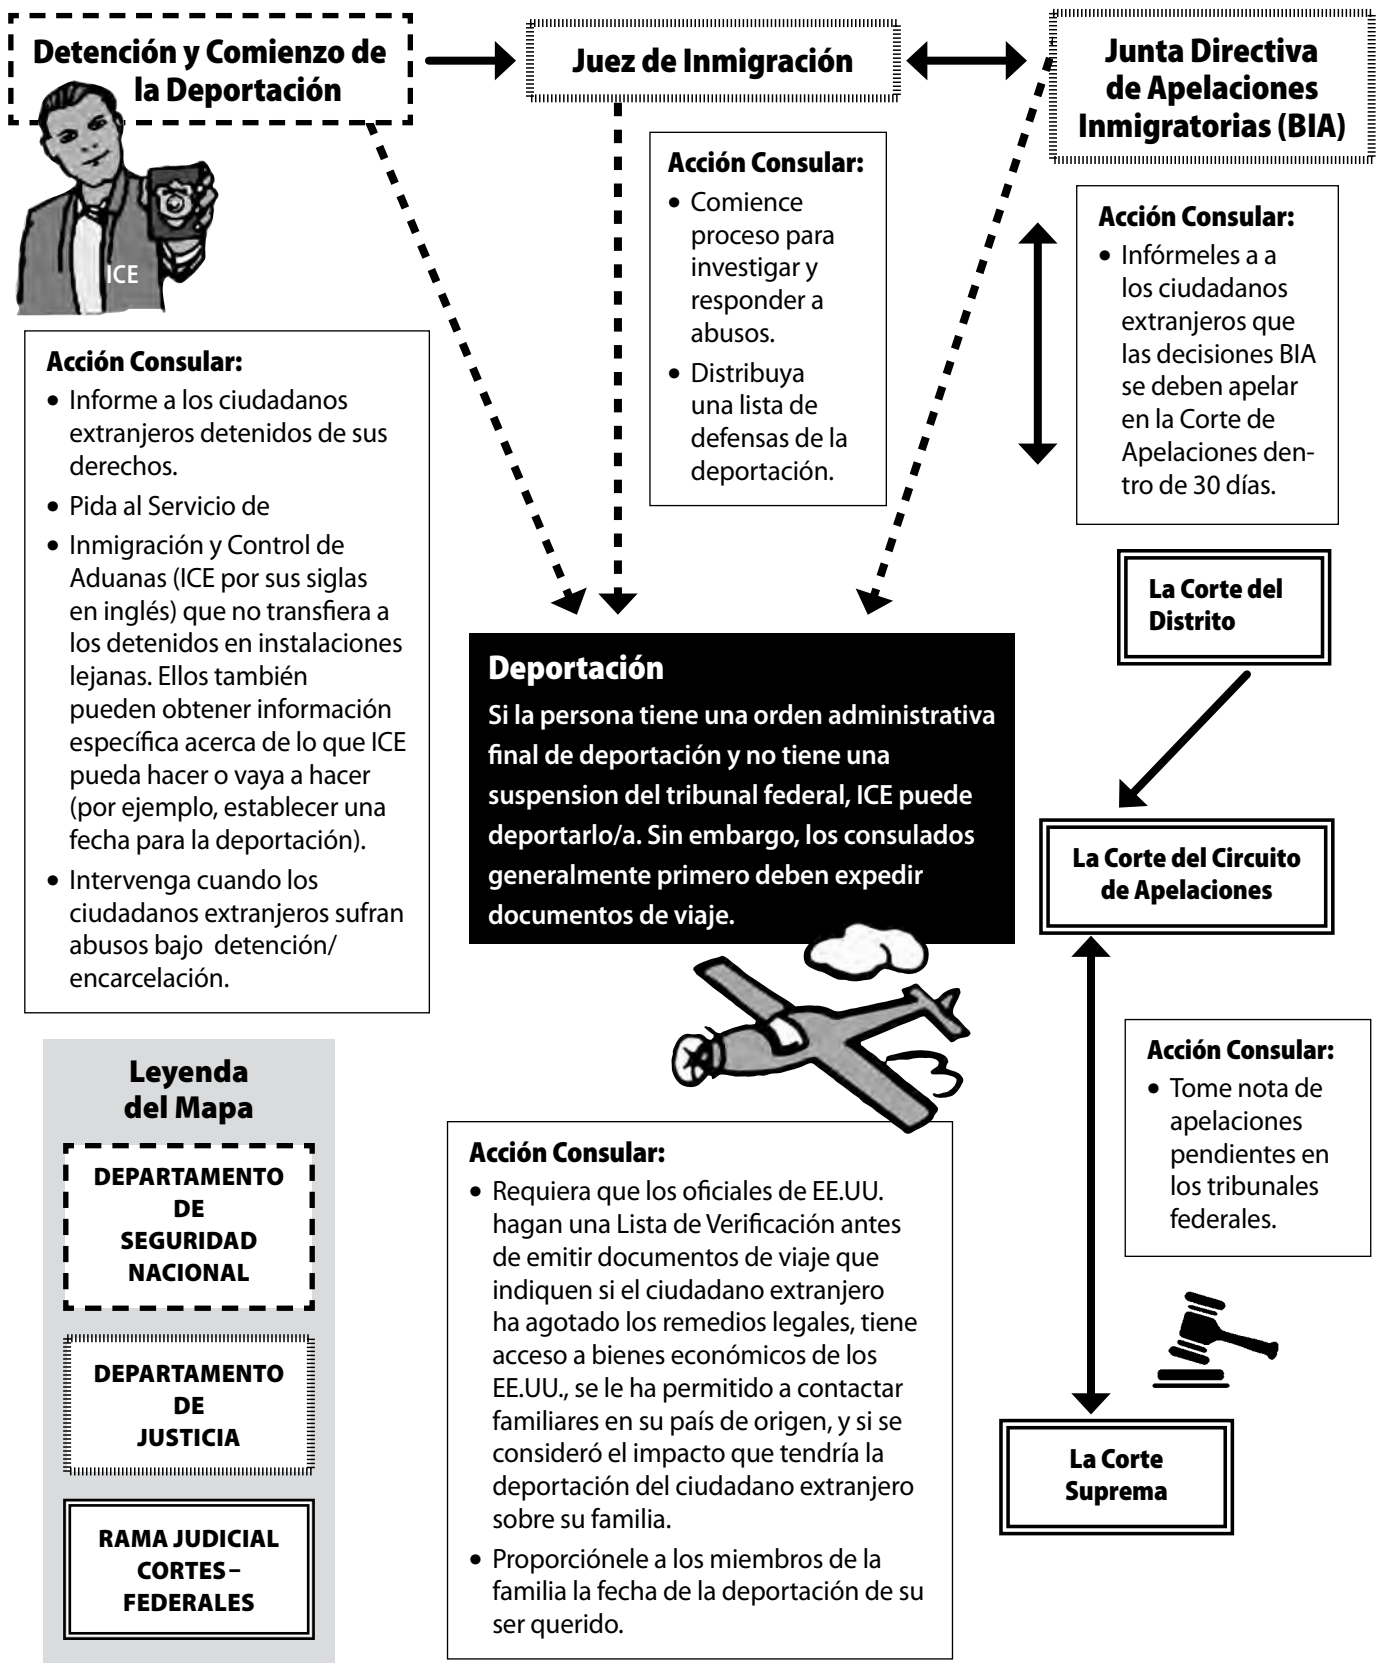 Detención y Comienzo de
la Deportación
ICE
Juez de Inmigración
Junta Directiva
de Apelaciones
Inmigratorias (BIA)
Acción Consular:
• Comience
proceso para
investigar y
responder a
abusos.
• Distribuya
una lista de
defensas de la
deportación.
Acción Consular:
• Infórmeles a a
los ciudadanos
extranjeros que
las decisiones BIA
se deben apelar
en la Corte de
Apelaciones den-
tro de 30 días.
Acción Consular:
• Informe a los ciudadanos
extranjeros detenidos de sus
derechos.
• Pida al Servicio de
• Inmigración y Control de
Aduanas (ICE por sus siglas
en inglés) que no transfiera a
los detenidos en instalaciones
lejanas. Ellos también
pueden obtener información
específica acerca de lo que ICE
pueda hacer o vaya a hacer
(por ejemplo, establecer una
fecha para la deportación).
• Intervenga cuando los
ciudadanos extranjeros sufran
abusos bajo detención/
encarcelación.
La Corte del
Distrito
Deportación
Si la persona tiene una orden administrativa
final de deportación y no tiene una
suspension del tribunal federal, ICE puede
deportarlo/a. Sin embargo, los consulados
generalmente primero deben expedir
documentos de viaje.
La Corte del Circuito
de Apelaciones
Acción Consular:
• Tome nota de
apelaciones
pendientes en
los tribunales
federales.
Leyenda
del Mapa
DEPARTAMENTO
DE
SEGURIDAD
NACIONAL
DEPARTAMENTO
DE
JUSTICIA
RAMA JUDICIAL
CORTES–
FEDERALES
Acción Consular:
• Requiera que los oficiales de EE.UU.
hagan una Lista de Verificación antes
de emitir documentos de viaje que
indiquen si el ciudadano extranjero
ha agotado los remedios legales, tiene
acceso a bienes económicos de los
EE.UU., se le ha permitido a contactar
familiares en su país de origen, y si se
consideró el impacto que tendría la
deportación del ciudadano extranjero
sobre su familia.
• Proporciónele a los miembros de la
familia la fecha de la deportación de su
ser querido.
La Corte
Suprema